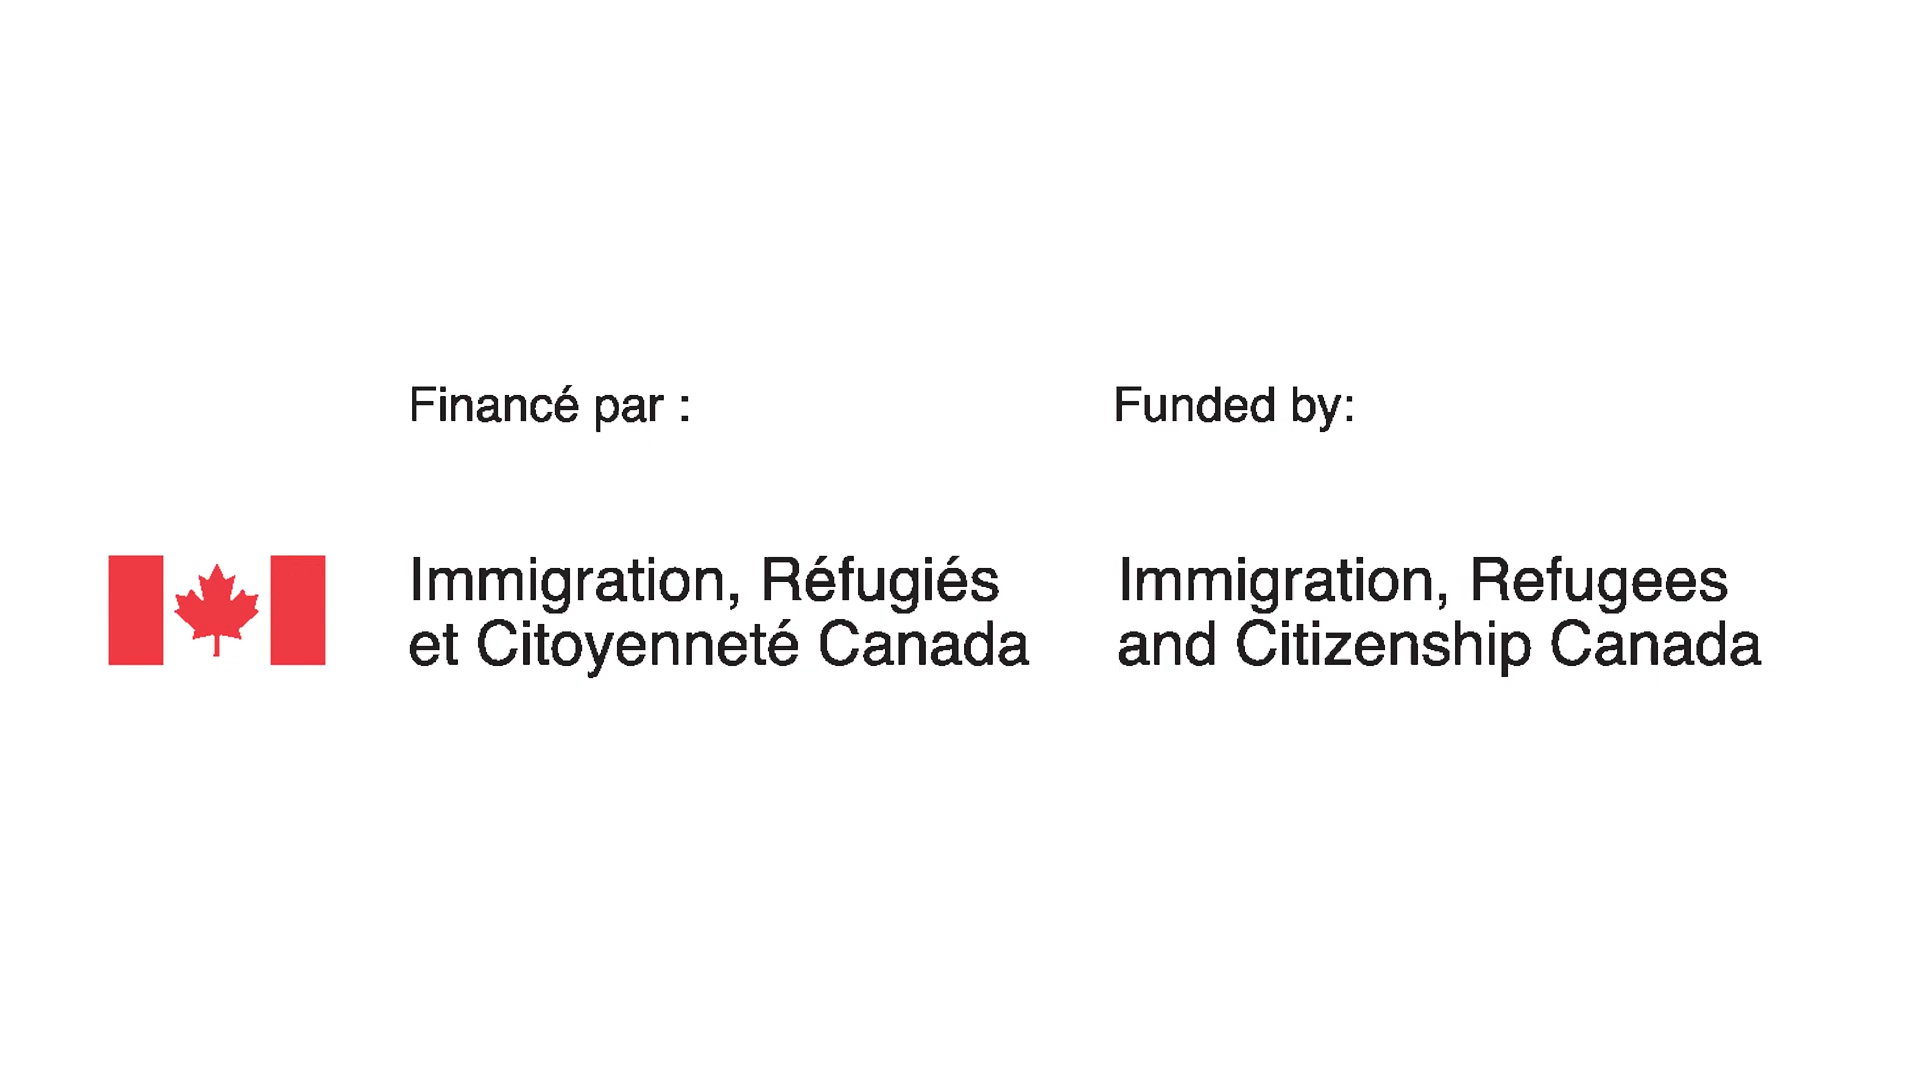 Financé par :
Immigration, Réfugiés
et Citoyenneté Canada
Funded by:
Immigration, Refugees
and Citizenship Canada